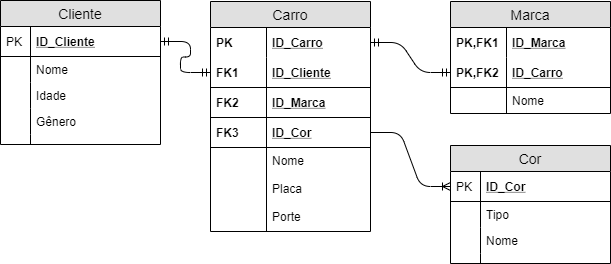 Cliente
PK ID_Cliente
Nome
Idade
Gênero
Carro
PK ID_Carro
FK1 ID_Cliente
FK2 ID_Marca
FK3 ID_Cor
Nome
Placa
Porte
Marca
PK,FK1 ID_Marca
PK,FK2 ID_Carro
Nome
Cor
PK ID_Cor
Tipo
Nome